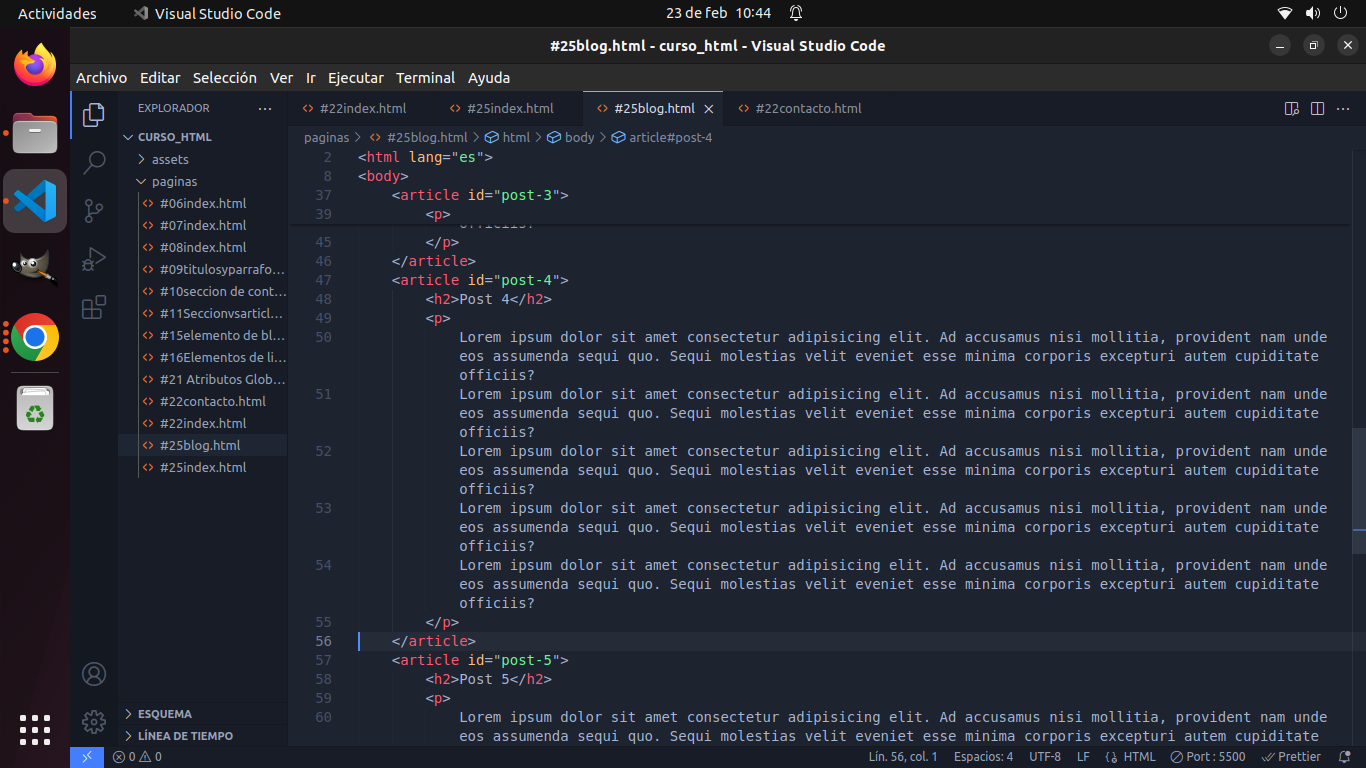 Actividades
Visual Studio Code
23 de feb 10:44
#25blog.html - curso_html - Visual Studio Code
Archivo Editar Selección Ver Ir Ejecutar Terminal Ayuda
EXPLORADOR
CURSO_HTML
assets
paginas
#06index.html
#07index.html
#08index.html
#09titulosyparrafo...
#10seccion de cont...
#11Seccionvsarticl...
#15elemento de bl...
#16Elementos de li...
#21 Atributos Glob...
#22contacto.html
#22index.html
#25blog.html
#25index.html
ESQUEMA
LÍNEA DE TIEMPO
#22index.html #25index.html #25blog.html #22contacto.html
paginas > #25blog.html > html > body > article#post-4
2 <html lang="es">
8 <body>
37 <article id="post-3">
39 <p>
officiis?
45 </p>
46 </article>
47 <article id="post-4">
48 <h2>Post 4</h2>
49 <p>
50 Lorem ipsum dolor sit amet consectetur adipisicing elit. Ad accusamus nisi mollitia, provident nam unde
eos assumenda sequi quo. Sequi molestias velit eveniet esse minima corporis excepturi autem cupiditate
officiis?
51 Lorem ipsum dolor sit amet consectetur adipisicing elit. Ad accusamus nisi mollitia, provident nam unde
eos assumenda sequi quo. Sequi molestias velit eveniet esse minima corporis excepturi autem cupiditate
officiis?
52 Lorem ipsum dolor sit amet consectetur adipisicing elit. Ad accusamus nisi mollitia, provident nam unde
eos assumenda sequi quo. Sequi molestias velit eveniet esse minima corporis excepturi autem cupiditate
officiis?
53 Lorem ipsum dolor sit amet consectetur adipisicing elit. Ad accusamus nisi mollitia, provident nam unde
eos assumenda sequi quo. Sequi molestias velit eveniet esse minima corporis excepturi autem cupiditate
officiis?
54 Lorem ipsum dolor sit amet consectetur adipisicing elit. Ad accusamus nisi mollitia, provident nam unde
eos assumenda sequi quo. Sequi molestias velit eveniet esse minima corporis excepturi autem cupiditate
officiis?
55 </p>
56 </article>
57 <article id="post-5">
58 <h2>Post 5</h2>
59 <p>
60 Lorem ipsum dolor sit amet consectetur adipisicing elit. Ad accusamus nisi mollitia, provident nam unde
eos assumenda sequi quo. Sequi molestias velit eveniet esse minima corporis excepturi autem cupiditate
0 0 Lín. 56, col. 1 Espacios: 4 UTF-8 LF HTML Port : 5500 Prettier